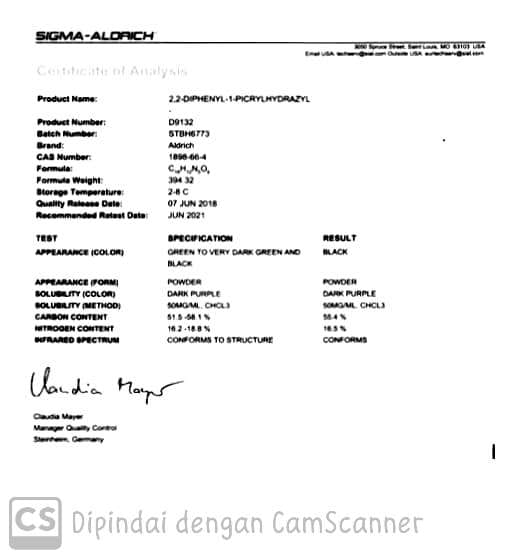 SIGMA-ALDRICH
3050 Spruce Street, Saint Louis, MO 63103 USA
Email USA: techserv@sial.com Outside USA: eurtechserv@sial.com
Certificate of Analysis
Product Name: 2,2-DIPHENYL-1-PICRYLHYDRAZYL
Product Number: D9132
Batch Number: STBH6773
Brand: Aldrich
CAS Number: 1898-66-4
Formula:
Formula Weight: 394.32
Storage Temperature: 2-8 C
Quality Release Date: 07 JUN 2018
Recommended Retest Date: JUN 2021
TEST SPECIFICATION RESULT
APPEARANCE (COLOR) GREEN TO VERY DARK GREEN AND BLACK
BLACK
APPEARANCE (FORM) POWDER POWDER
SOLUBILITY (COLOR) DARK PURPLE DARK PURPLE
SOLUBILITY (METHOD) 50MG/ML, CHCL3 50MG/ML, CHCL3
CARBON CONTENT 51.5 -58.1 % 55.4 %
NITROGEN CONTENT 16.2 -18.8 % 16.5 %
INFRARED SPECTRUM CONFORMS TO STRUCTURE CONFORMS
Claudia Mayer
Claudia Mayer
Manager Quality Control
Steinheim, Germany
CS Dipindai dengan CamScanner